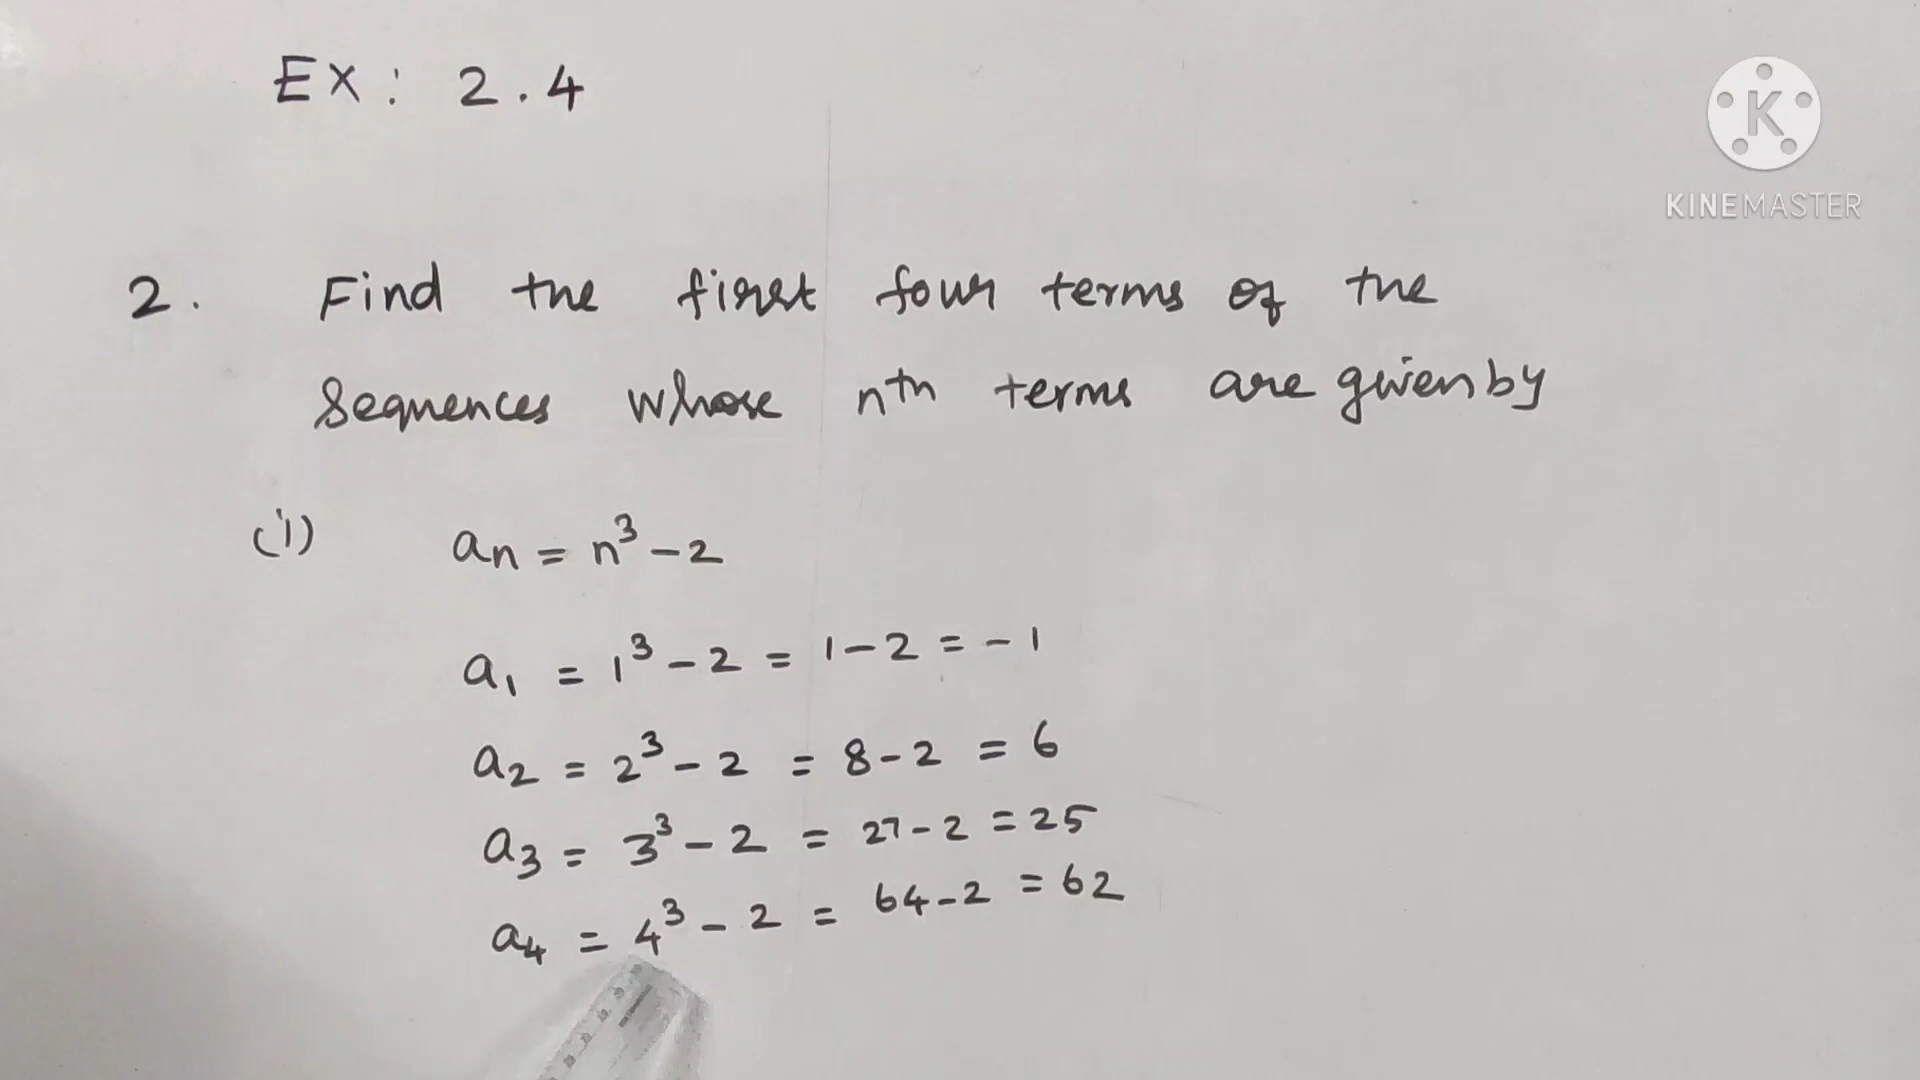 EX: 2.4
K
KINEMASTER
2. Find the first four terms of the
sequences whose nth terms are given by
(i) an = n³ - 2
a₁ = 1³ - 2 = 1 - 2 = -1
a₂ = 2³ - 2 = 8 - 2 = 6
a₃ = 3³ - 2 = 27 - 2 = 25
a₄ = 4³ - 2 = 64 - 2 = 62